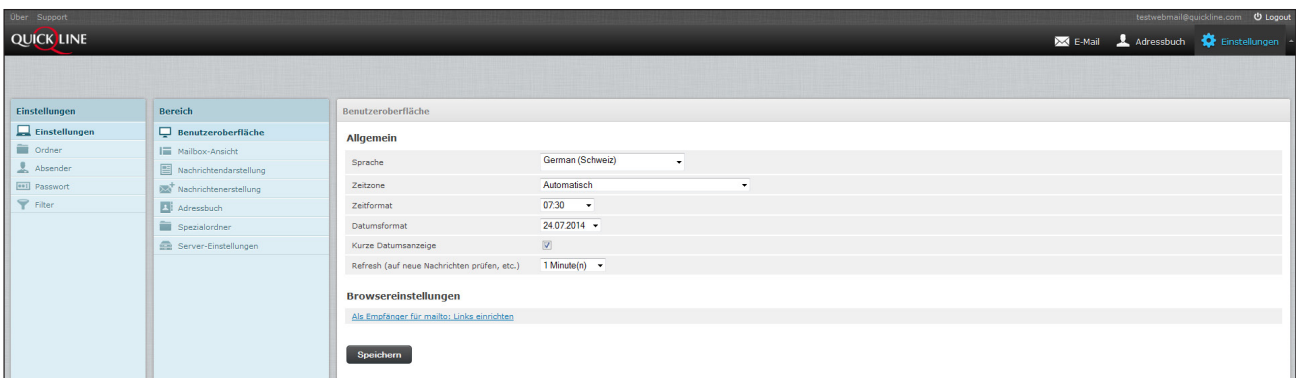 Über Support
testwebmail@quickline.com Logout
QUICKLINE
E-Mail Adressbuch Einstellungen
Einstellungen
Einstellungen
Ordner
Absender
Passwort
Filter
Bereich
Benutzeroberfläche
Mailbox-Ansicht
Nachrichtendarstellung
Nachrichtenerstellung
Adressbuch
Spezialordner
Server-Einstellungen
Benutzeroberfläche
Allgemein
Sprache German (Schweiz)
Zeitzone Automatisch
Zeitformat 07:30
Datumsformat 24.07.2014
Kurze Datumsanzeige
Refresh (auf neue Nachrichten prüfen, etc.) 1 Minute(n)
Browsereinstellungen
Als Empfänger für mailto: Links einrichten
Speichern